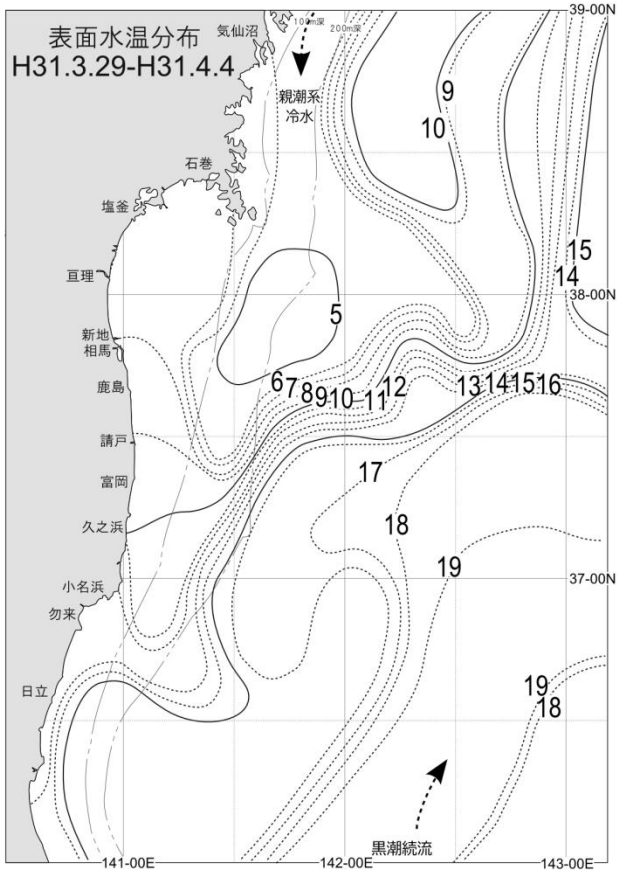 表面水温分布
H31.3.29-H31.4.4
気仙沼
100m深
200m深
39-00N
親潮系
冷水
9
10
石巻
塩釜
15
14
亘理
38-00N
5
新地
相馬
鹿島
6
7
8
9
10
11
12
13
14
15
16
請戸
17
富岡
18
久之浜
19
37-00N
小名浜
勿来
日立
19
18
黒潮続流
141-00E
142-00E
143-00E